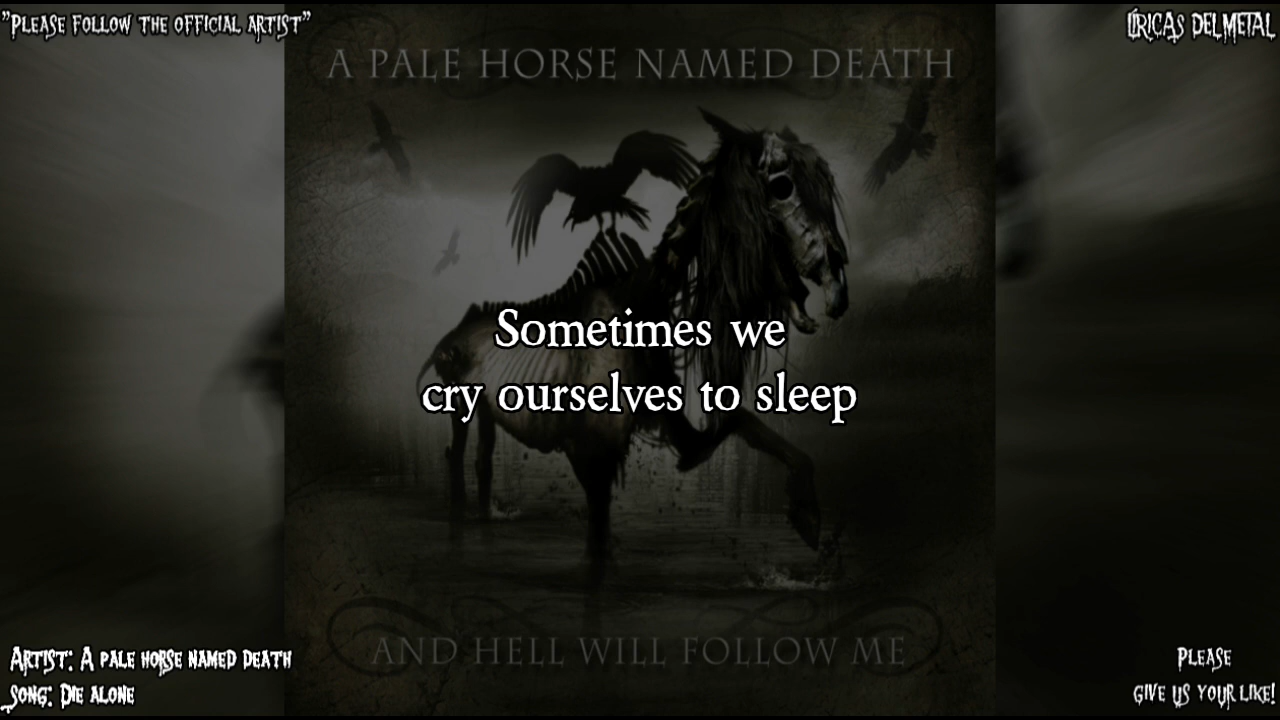 "PLEASE FOLLOW THE OFFICIAL ARTIST"
LÍRICAS DEL METAL
A PALE HORSE NAMED DEATH
Sometimes we
cry ourselves to sleep
AND HELL WILL FOLLOW ME
ARTIST: A PALE HORSE NAMED DEATH
SONG: DIE ALONE
PLEASE
GIVE US YOUR LIKE!